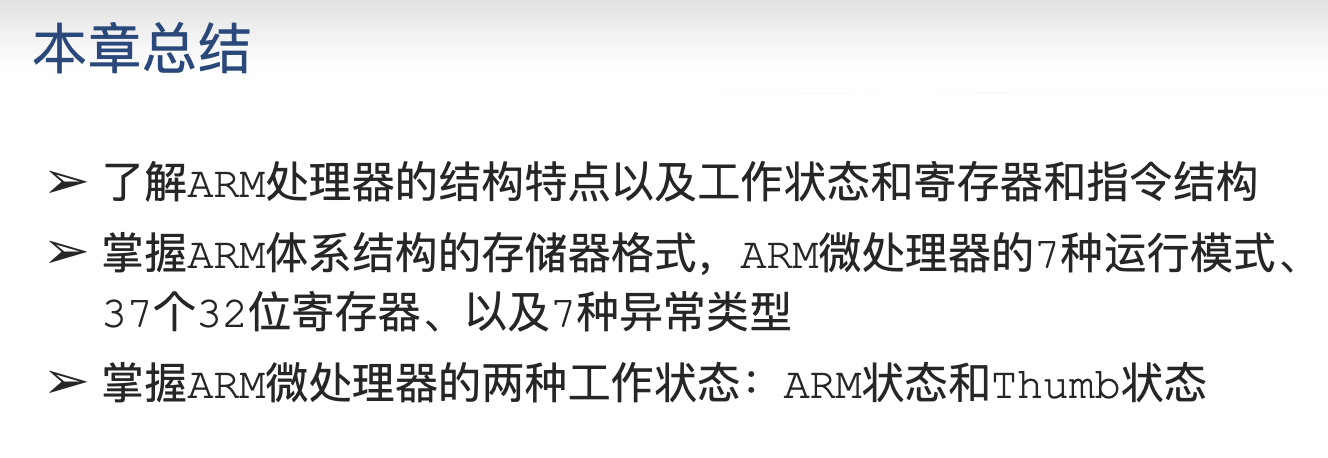 本章总结
➢ 了解ARM处理器的结构特点以及工作状态和寄存器和指令结构
➢ 掌握ARM体系结构的存储器格式，ARM微处理器的7种运行模式、
37个32位寄存器、以及7种异常类型
➢ 掌握ARM微处理器的两种工作状态：ARM状态和Thumb状态